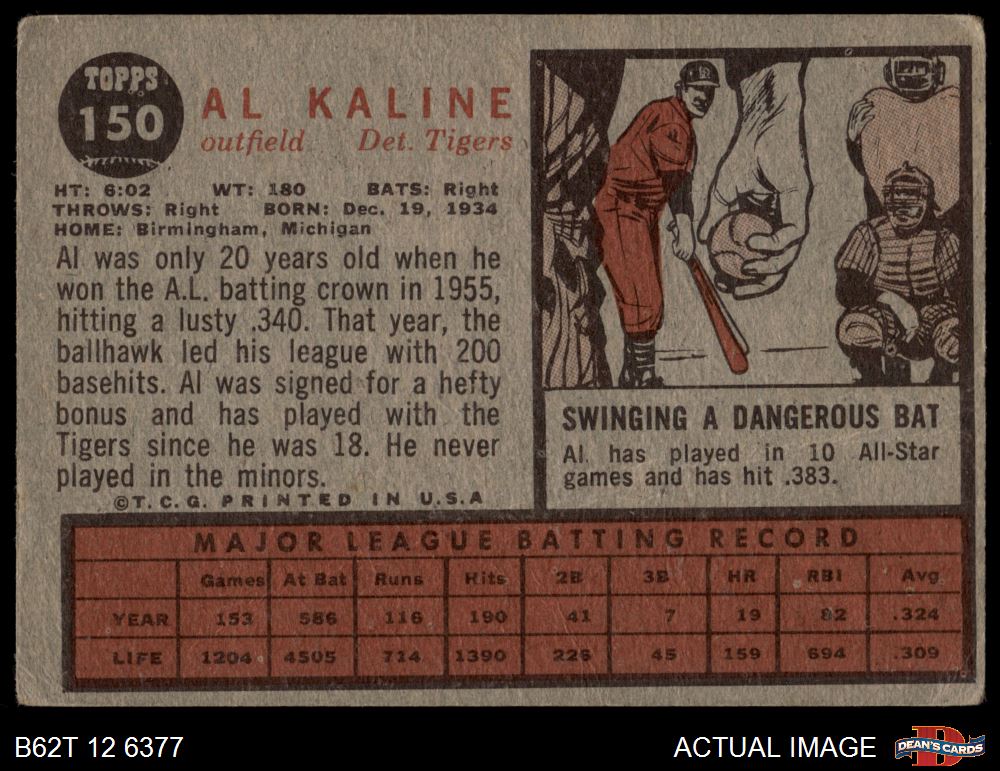 TOPPS
150
AL KALINE
outfield Det. Tigers
HT: 6:02 WT: 180 BATS: Right
THROWS: Right BORN: Dec. 19, 1934
HOME: Birmingham, Michigan
Al was only 20 years old when he
won the A.L. batting crown in 1955,
hitting a lusty .340. That year, the
ballhawk led his league with 200
basehits. Al was signed for a hefty
bonus and has played with the
Tigers since he was 18. He never
played in the minors.
©T.C.G. PRINTED IN U.S.A
SWINGING A DANGEROUS BAT
Al. has played in 10 All-Star
games and has hit .383.
MAJOR LEAGUE BATTING RECORD
Games At Bat Runs Hits 2B 3B HR RBI Avg.
YEAR 153 586 116 190 41 7 19 82 .324
LIFE 1204 4505 714 1390 226 45 159 694 .309
B62T 12 6377
ACTUAL IMAGE
D
DEAN'S CARDS